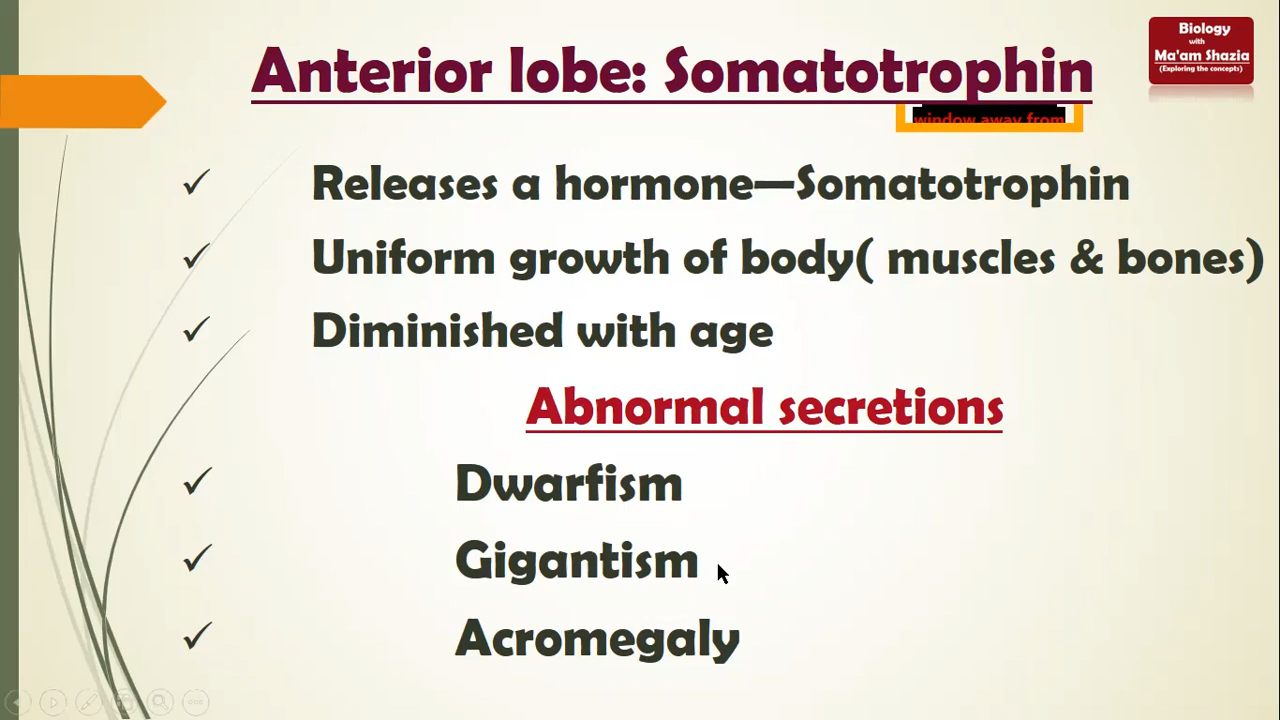 Anterior lobe: Somatotrophin
Biology
with
Ma'am Shazia
(Exploring the concepts)
window away from
✓ Releases a hormone—Somatotrophin
✓ Uniform growth of body( muscles & bones)
✓ Diminished with age
Abnormal secretions
✓ Dwarfism
✓ Gigantism
✓ Acromegaly